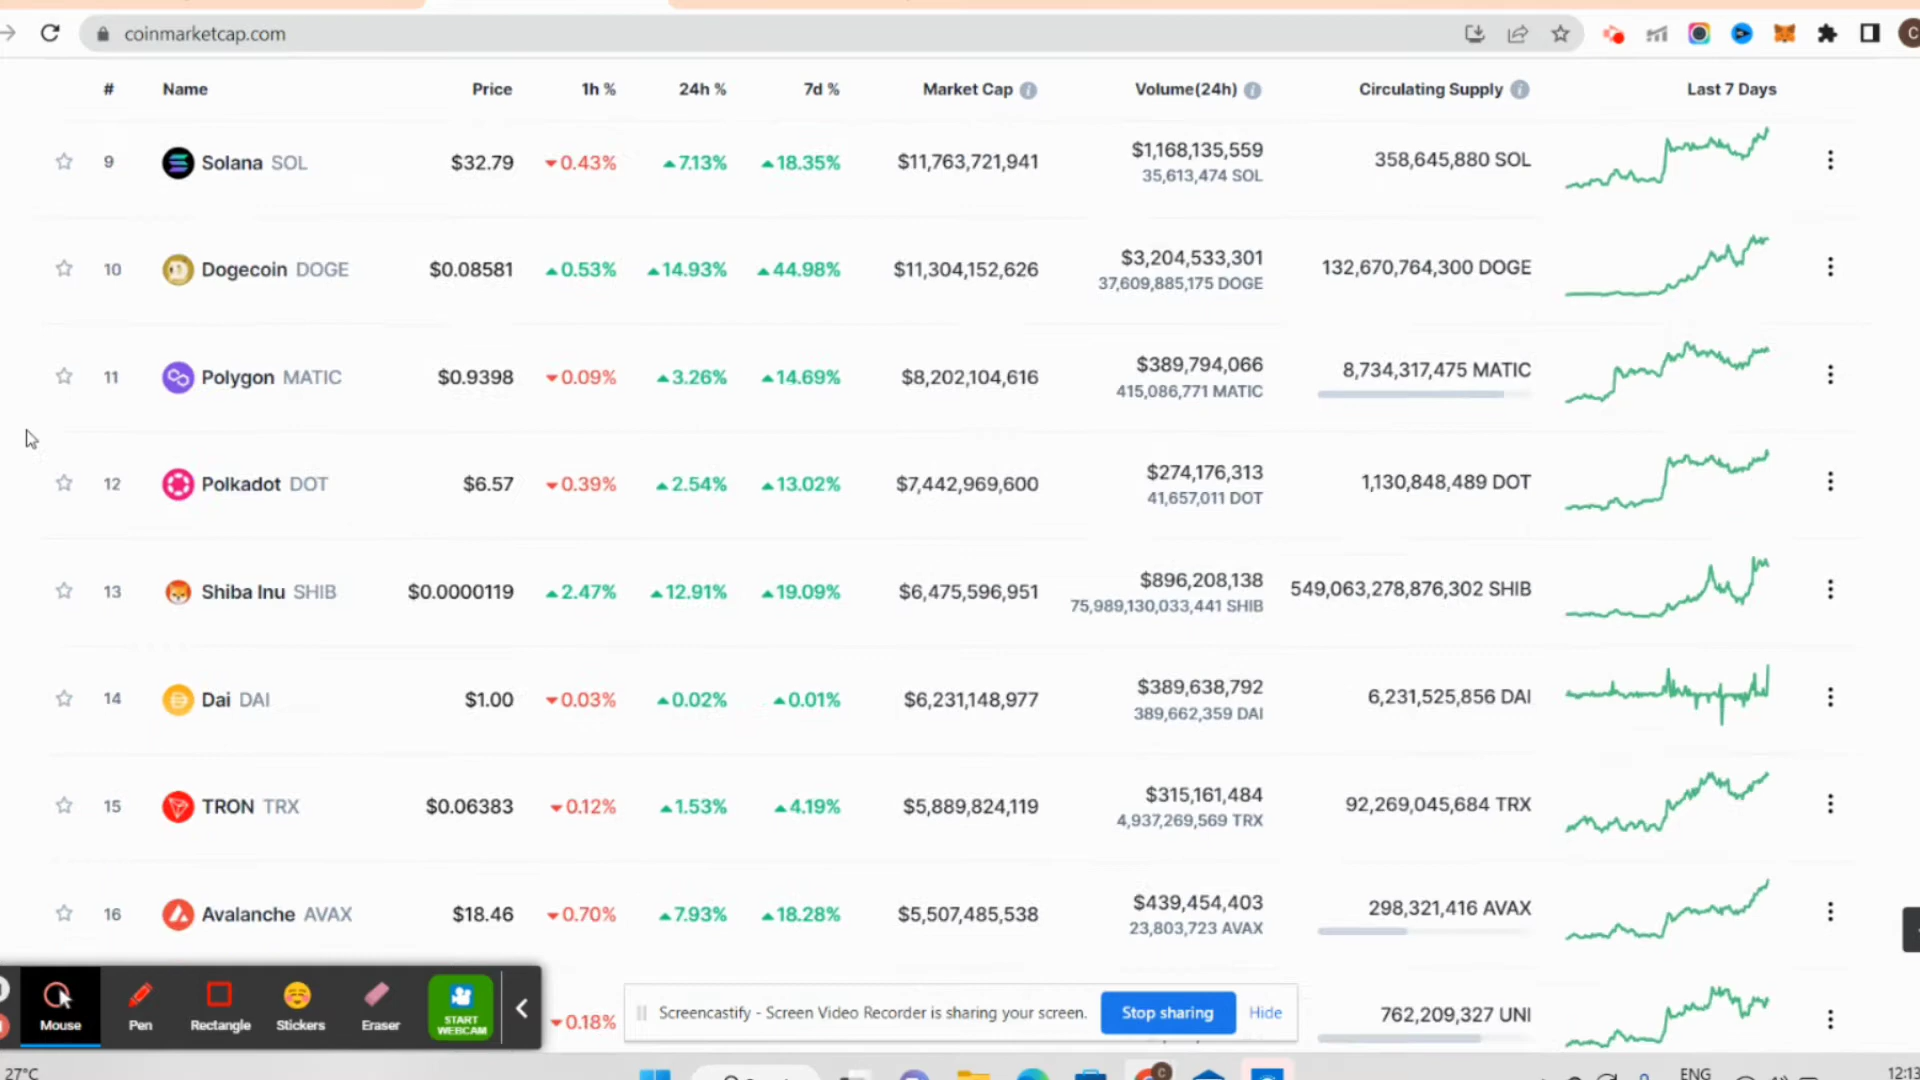 coinmarketcap.com
# Name Price 1h % 24h % 7d % Market Cap Volume(24h) Circulating Supply Last 7 Days
9 Solana SOL $32.79 0.43% 7.13% 18.35% $11,763,721,941 $1,168,135,559 358,645,880 SOL
35,613,474 SOL
10 Dogecoin DOGE $0.08581 0.53% 14.93% 44.98% $11,304,152,626 $3,204,533,301 132,670,764,300 DOGE
37,609,885,175 DOGE
11 Polygon MATIC $0.9398 0.09% 3.26% 14.69% $8,202,104,616 $389,794,066 8,734,317,475 MATIC
415,086,771 MATIC
12 Polkadot DOT $6.57 0.39% 2.54% 13.02% $7,442,969,600 $274,176,313 1,130,848,489 DOT
41,657,011 DOT
13 Shiba Inu SHIB $0.0000119 2.47% 12.91% 19.09% $6,475,596,951 $896,208,138 549,063,278,876,302 SHIB
75,989,130,033,441 SHIB
14 Dai DAI $1.00 0.03% 0.02% 0.01% $6,231,148,977 $389,638,792 6,231,525,856 DAI
389,662,359 DAI
15 TRON TRX $0.06383 0.12% 1.53% 4.19% $5,889,824,119 $315,161,484 92,269,045,684 TRX
4,937,269,569 TRX
16 Avalanche AVAX $18.46 0.70% 7.93% 18.28% $5,507,485,538 $439,454,403 298,321,416 AVAX
23,803,723 AVAX
0.18% 762,209,327 UNI
Mouse Pen Rectangle Stickers Eraser START WEBCAM
Screencastify - Screen Video Recorder is sharing your screen. Stop sharing Hide
27°C ENG 12:13